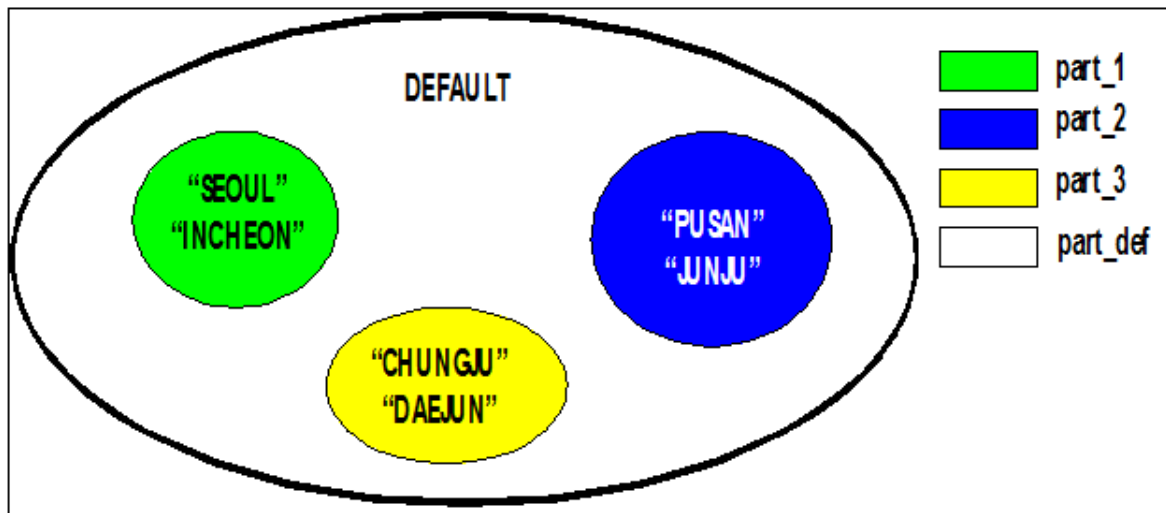 DEFAULT
“SEOUL”
“INCHEON”
“PUSAN”
“JUNJU”
“CHUNGJU”
“DAEJUN”
part_1
part_2
part_3
part_def